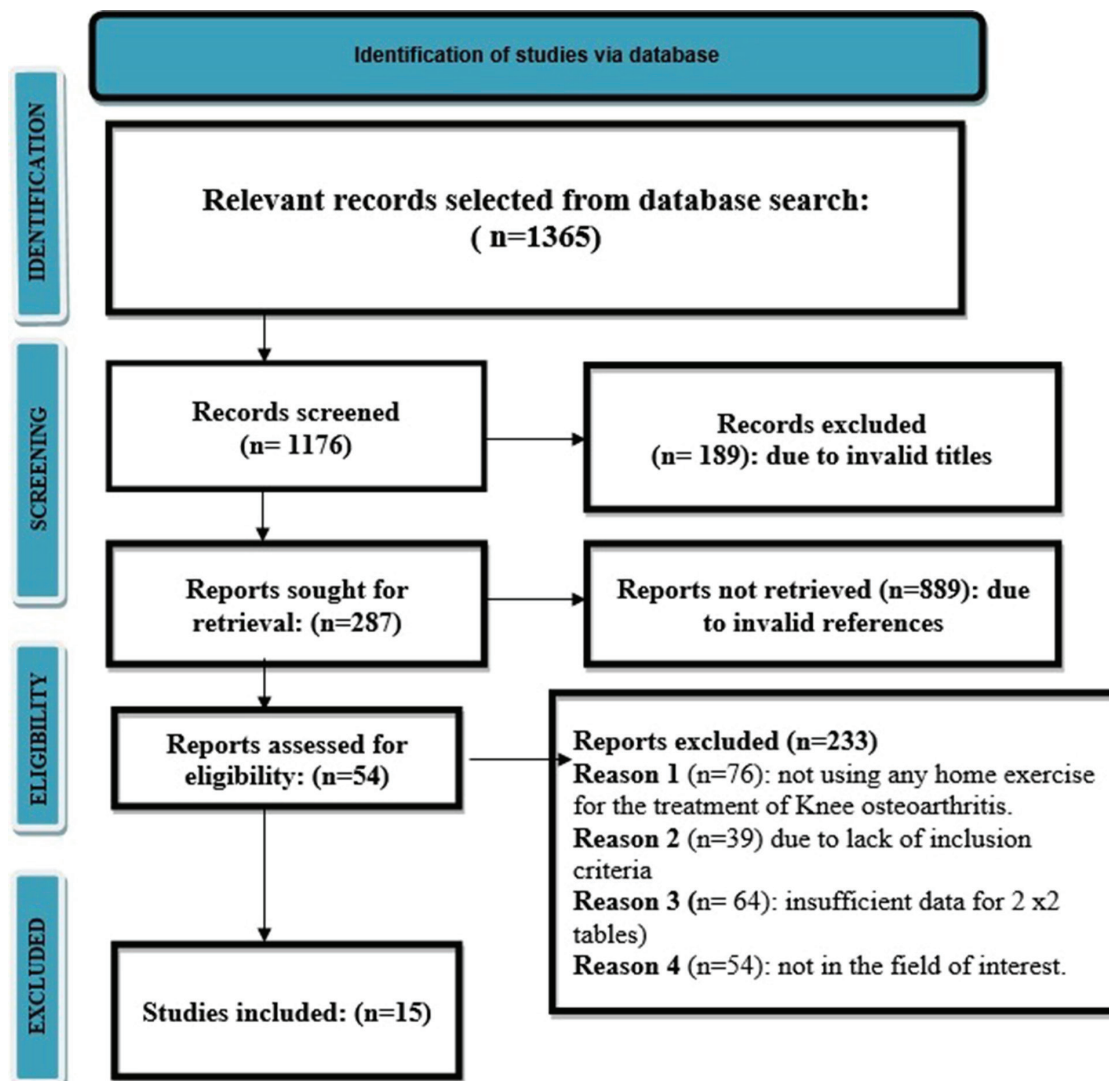 Identification of studies via database
IDENTIFICATION
Relevant records selected from database search:
( n=1365)
SCREENING
Records screened
(n= 1176)
Records excluded
(n= 189): due to invalid titles
Reports sought for
retrieval: (n=287)
Reports not retrieved (n=889): due
to invalid references
ELIGIBILITY
Reports assessed for
eligibility: (n=54)
Reports excluded (n=233)
Reason 1 (n=76): not using any home exercise
for the treatment of Knee osteoarthritis.
Reason 2 (n=39) due to lack of inclusion
criteria
Reason 3 (n= 64): insufficient data for 2 x2
tables)
Reason 4 (n=54): not in the field of interest.
EXCLUDED
Studies included: (n=15)